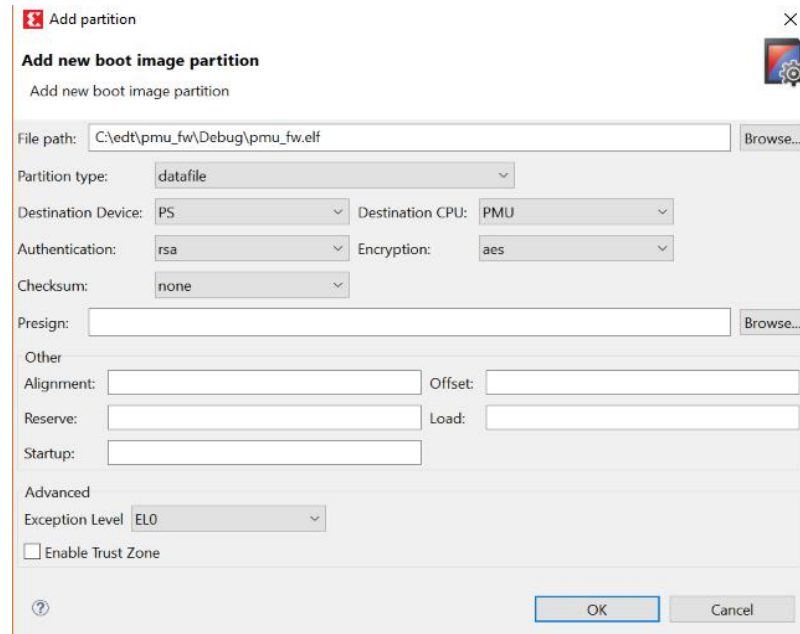 Add partition
Add new boot image partition
Add new boot image partition
File path: C:\edt\pmu_fw\Debug\pmu_fw.elf Browse...
Partition type: datafile
Destination Device: PS Destination CPU: PMU
Authentication: rsa Encryption: aes
Checksum: none
Presign: Browse...
Other
Alignment: Offset:
Reserve: Load:
Startup:
Advanced
Exception Level EL0
Enable Trust Zone
? OK Cancel